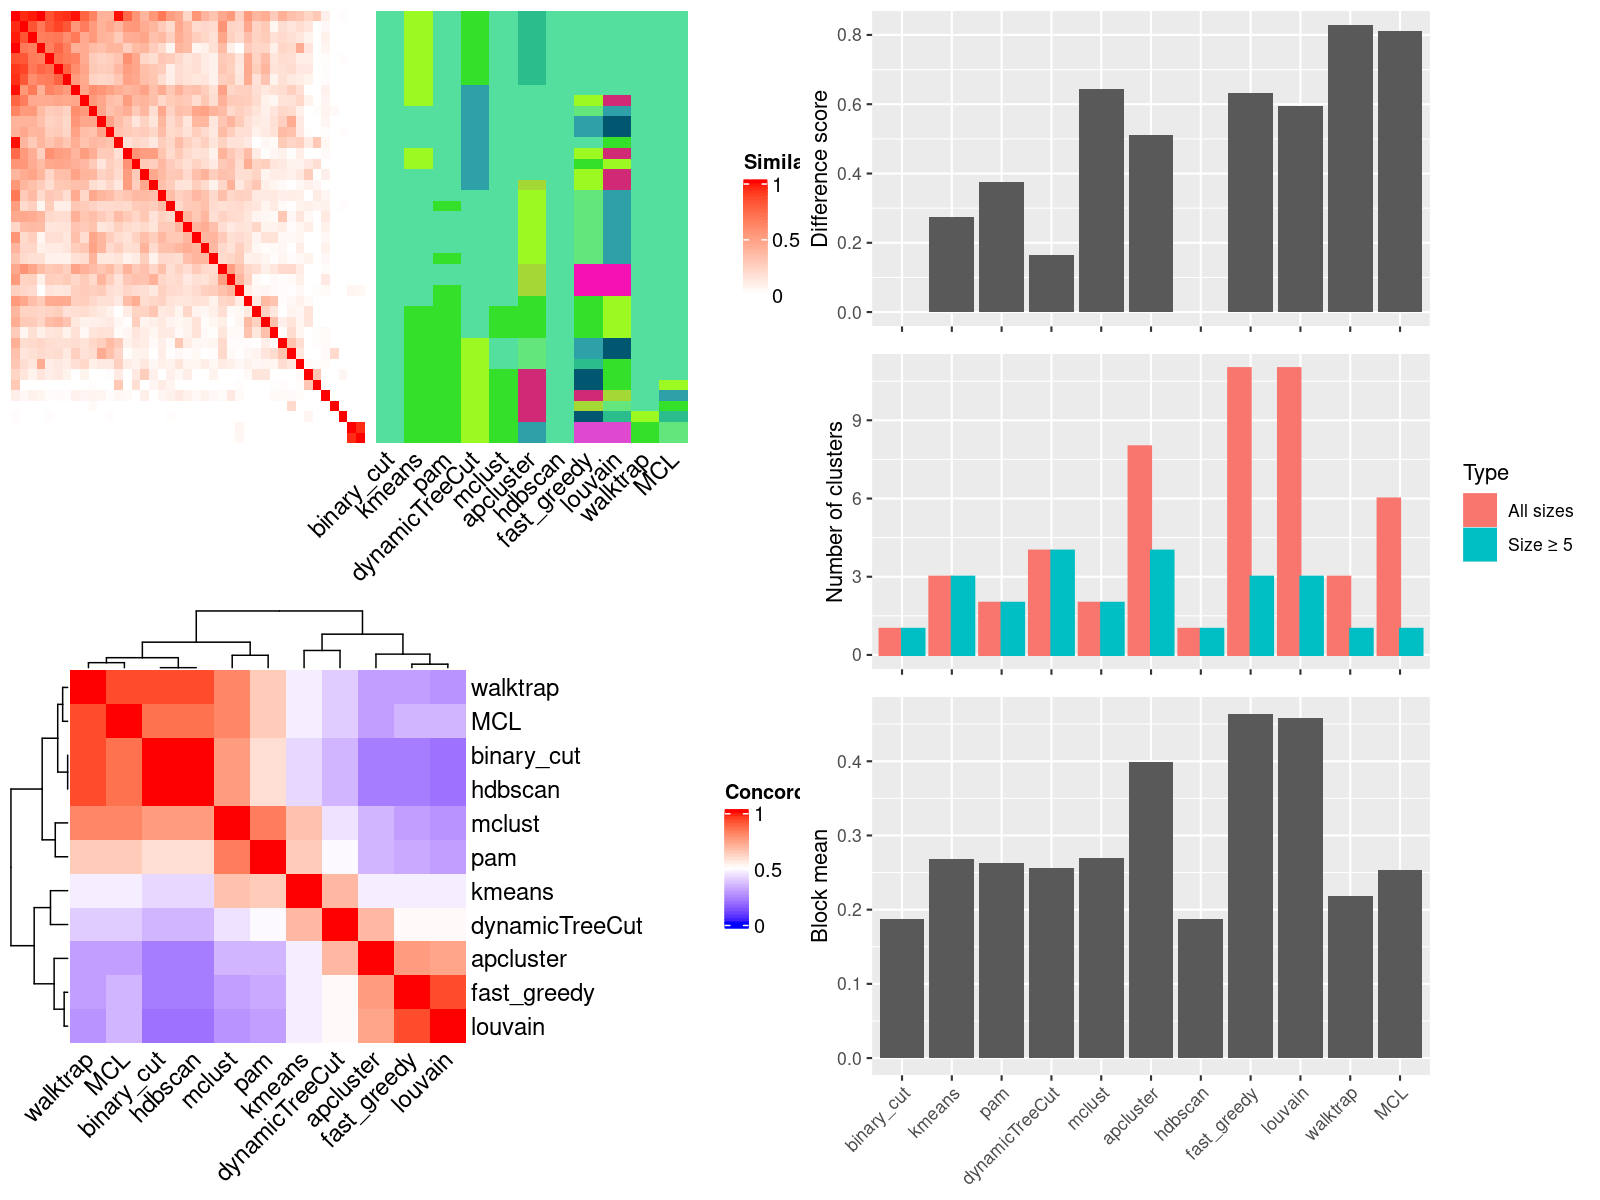 Simila
1
0.5
0
binary_cut
kmeans
pam
dynamicTreeCut
mclust
apcluster
hdbscan
fast_greedy
louvain
walktrap
MCL
walktrap
MCL
binary_cut
hdbscan
mclust
pam
kmeans
dynamicTreeCut
apcluster
fast_greedy
louvain
Concord
1
0.5
0
walktrap
MCL
binary_cut
hdbscan
mclust
pam
kmeans
dynamicTreeCut
apcluster
fast_greedy
louvain
Difference score
0.8
0.6
0.4
0.2
0.0
Number of clusters
9
6
3
0
Type
All sizes
Size ≥ 5
Block mean
0.4
0.3
0.2
0.1
0.0
binary_cut
kmeans
pam
dynamicTreeCut
mclust
apcluster
hdbscan
fast_greedy
louvain
walktrap
MCL